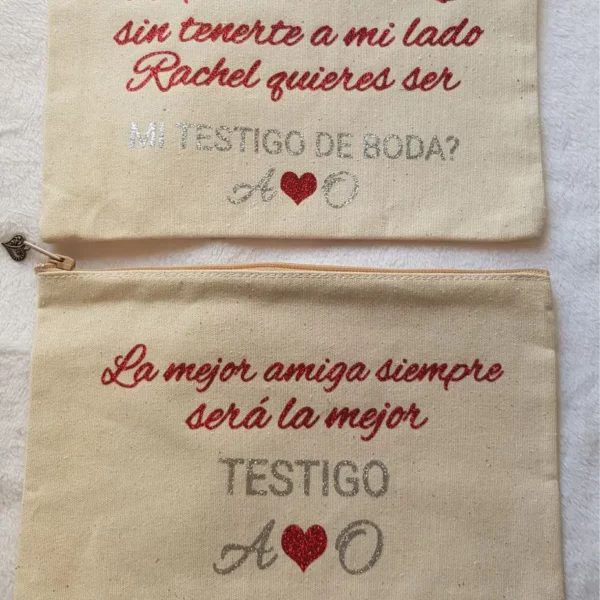 sin tenerte a mi lado
Rachel quieres ser
MI TESTIGO DE BODA?
A♥O
La mejor amiga siempre
será la mejor
TESTIGO
A♥O